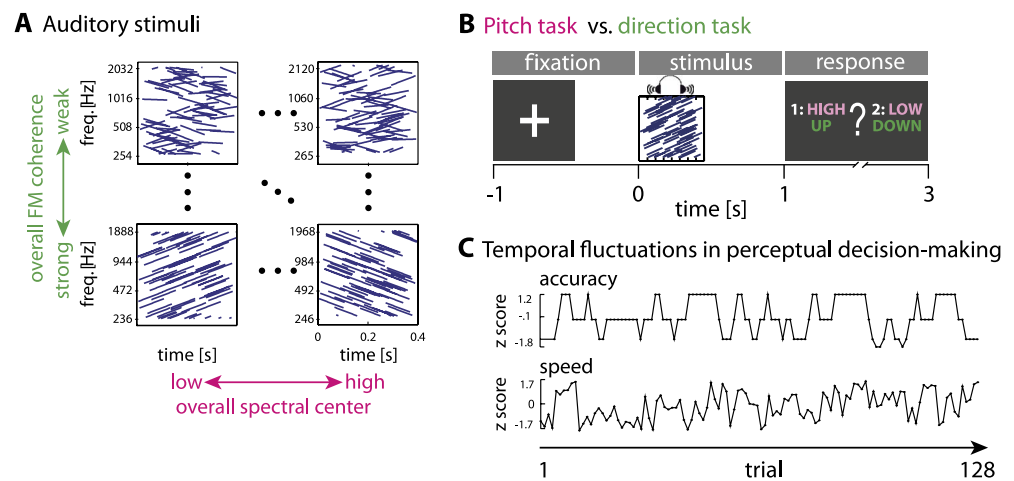 A Auditory stimuli
2032
1016
508
254
freq.[Hz]
2120
1060
530
265
overall FM coherence
strong
weak
1888
944
472
236
freq.[Hz]
1968
984
492
246
0
0.2
0.4
time [s]
time [s]
low
high
overall spectral center
B Pitch task vs. direction task
fixation
stimulus
response
1: HIGH ? 2: LOW
UP DOWN
-1
0
1
3
time [s]
C Temporal fluctuations in perceptual decision-making
accuracy
z score
1.2
-.1
-1.8
speed
z score
1.7
0
-1.7
1
trial
128